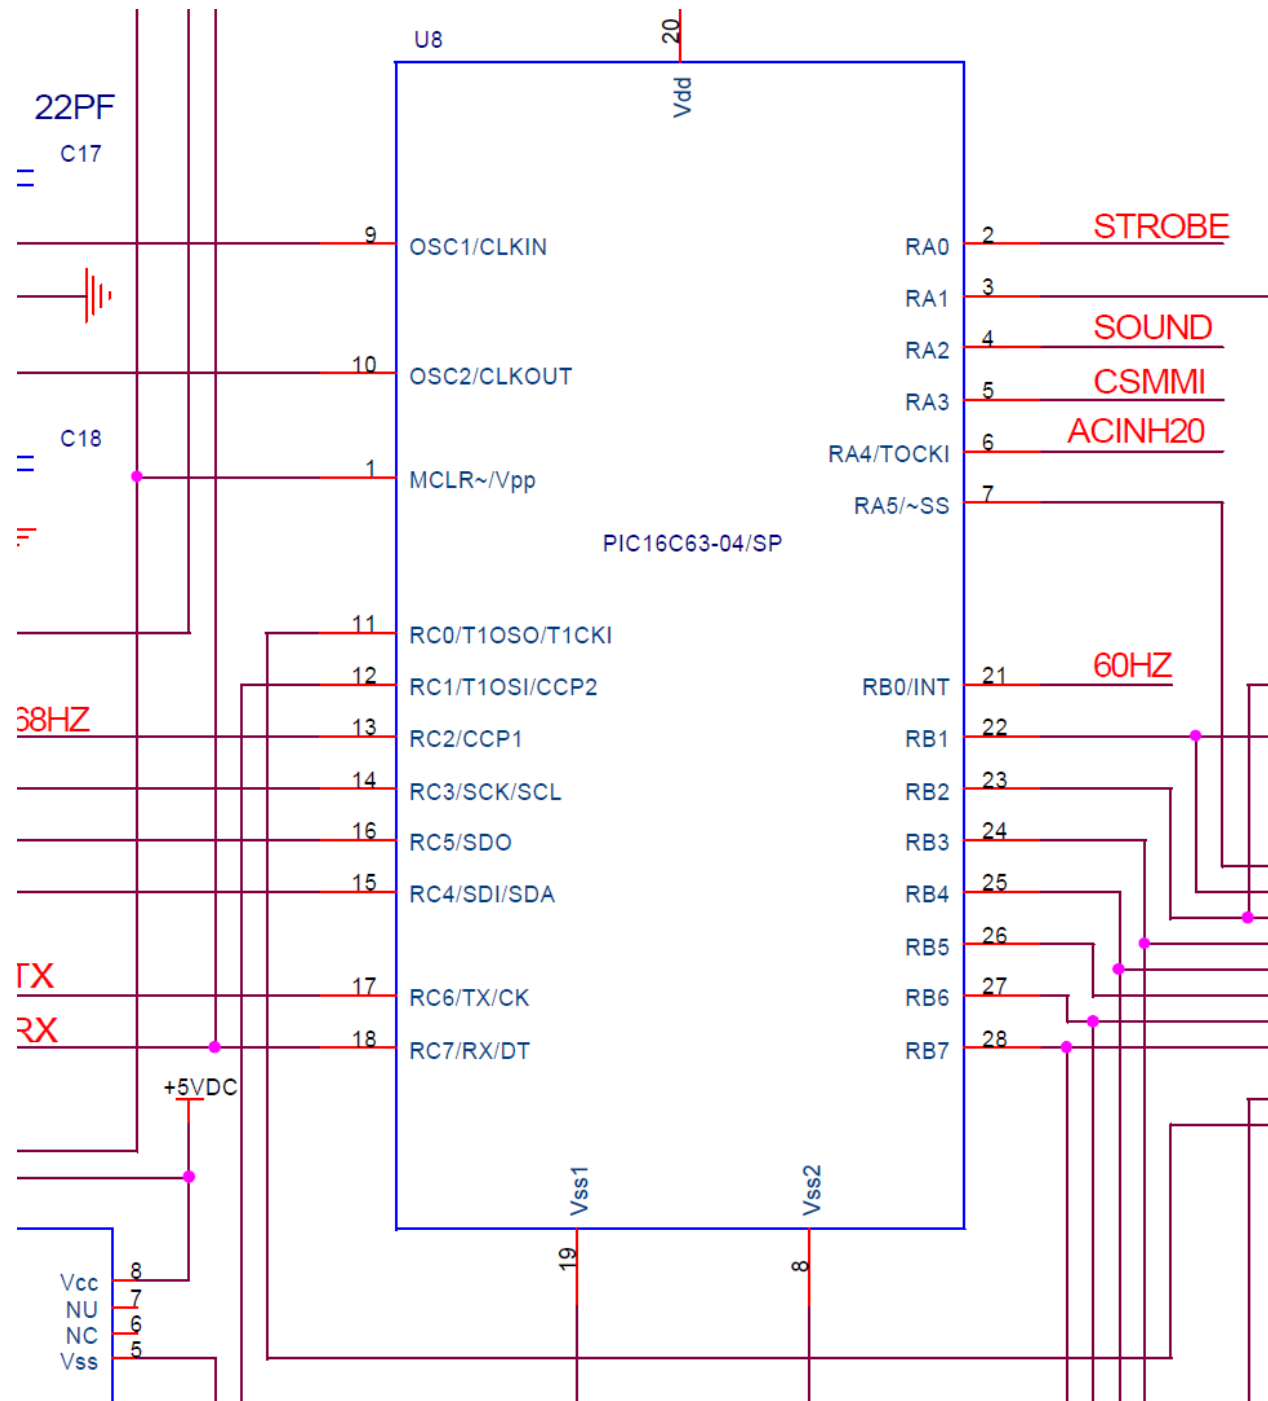 20
U8
Vdd
22PF
C17
9
OSC1/CLKIN
RA0
2
STROBE
RA1
3
10
OSC2/CLKOUT
RA2
4
SOUND
RA3
5
CSMMI
C18
1
MCLR~/Vpp
RA4/TOCKI
6
ACINH20
RA5/~SS
7
PIC16C63-04/SP
11
RC0/T1OSO/T1CKI
12
RC1/T1OSI/CCP2
RB0/INT
21
60HZ
68HZ
13
RC2/CCP1
RB1
22
14
RC3/SCK/SCL
RB2
23
16
RC5/SDO
RB3
24
15
RC4/SDI/SDA
RB4
25
RB5
26
TX
17
RC6/TX/CK
RB6
27
RX
18
RC7/RX/DT
RB7
28
+5VDC
Vss1
Vss2
19
8
Vcc
8
NU
7
NC
6
Vss
5